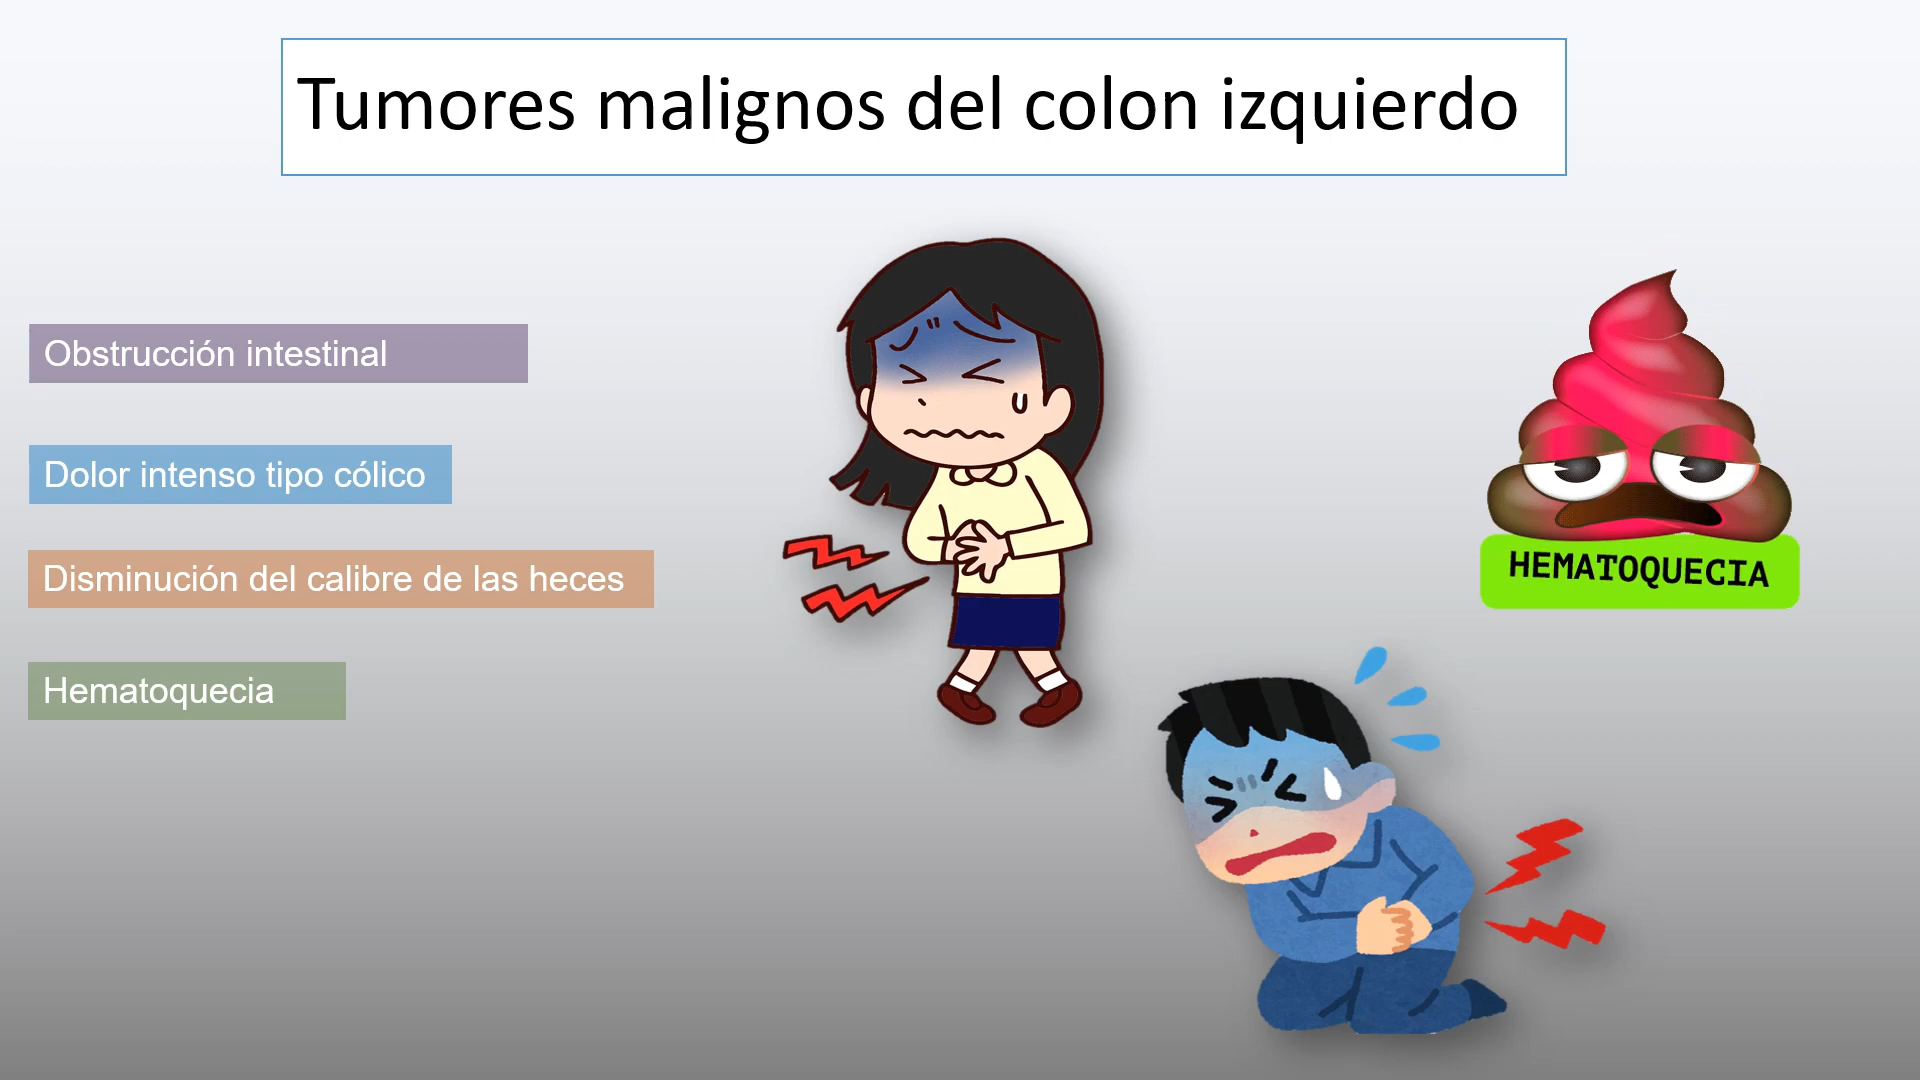 Tumores malignos del colon izquierdo
Obstrucción intestinal
Dolor intenso tipo cólico
Disminución del calibre de las heces
Hematoquecia
HEMATOQUECIA